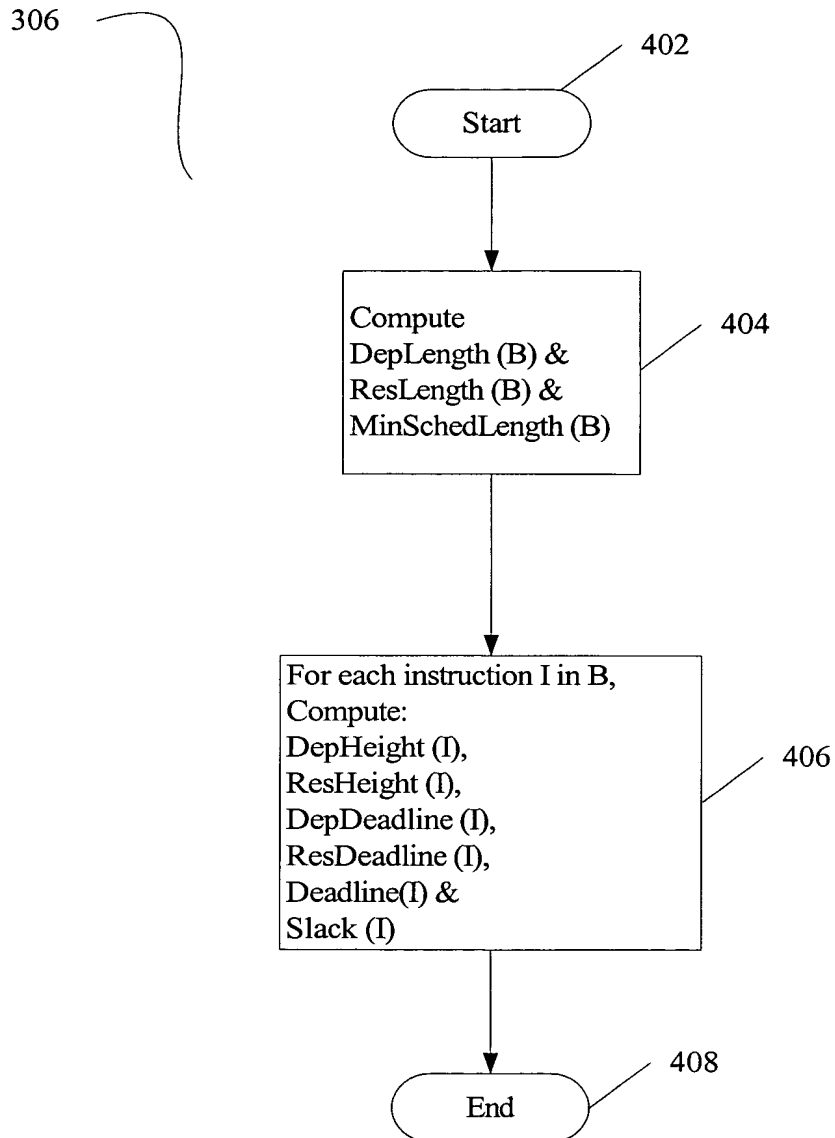 306
402
Start
Compute
DepLength (B) &
ResLength (B) &
MinSchedLength (B)
404
For each instruction I in B,
Compute:
DepHeight (I),
ResHeight (I),
DepDeadline (I),
ResDeadline (I),
Deadline(I) &
Slack (I)
406
408
End